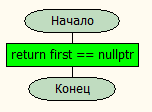 Начало
return first == nullptr
Конец